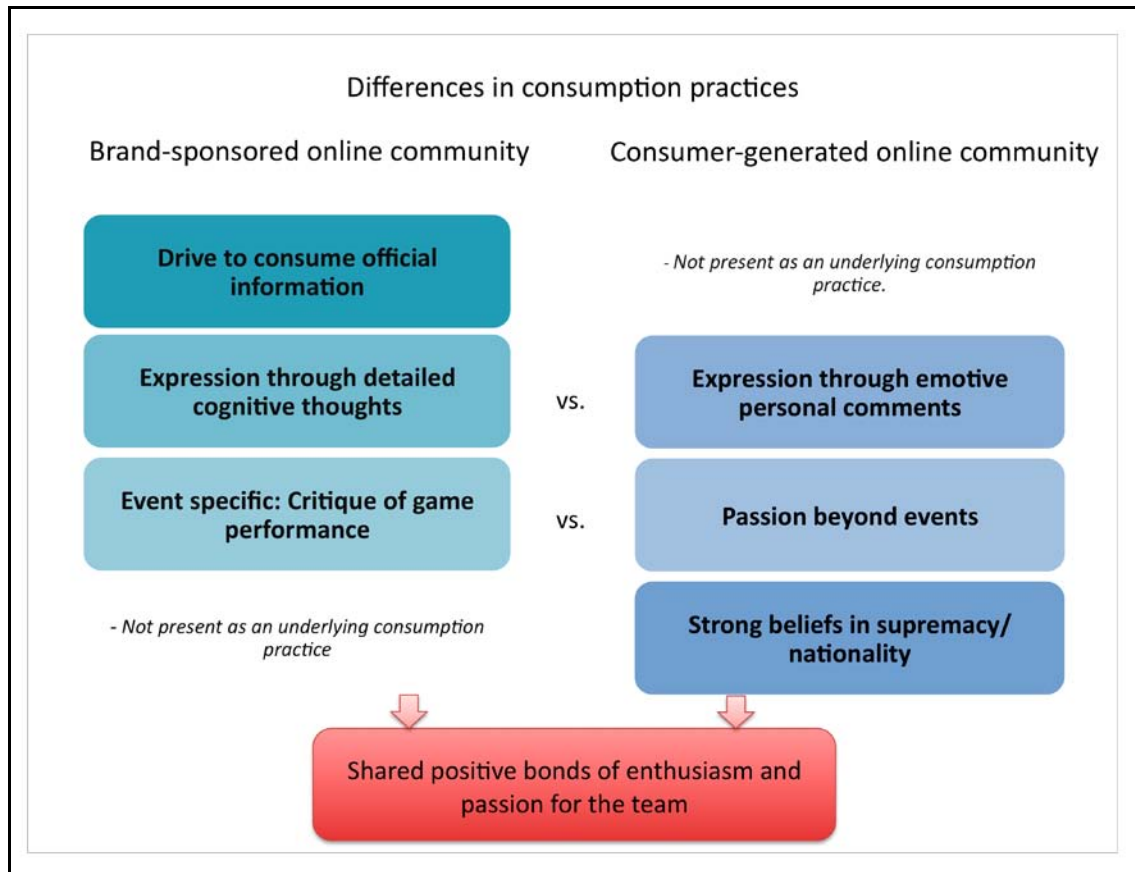 Differences in consumption practices
Brand-sponsored online community
Consumer-generated online community
Drive to consume official
information
- Not present as an underlying consumption
practice.
Expression through detailed
cognitive thoughts
vs.
Expression through emotive
personal comments
Event specific: Critique of game
performance
vs.
Passion beyond events
- Not present as an underlying consumption
practice
Strong beliefs in supremacy/
nationality
Shared positive bonds of enthusiasm and
passion for the team